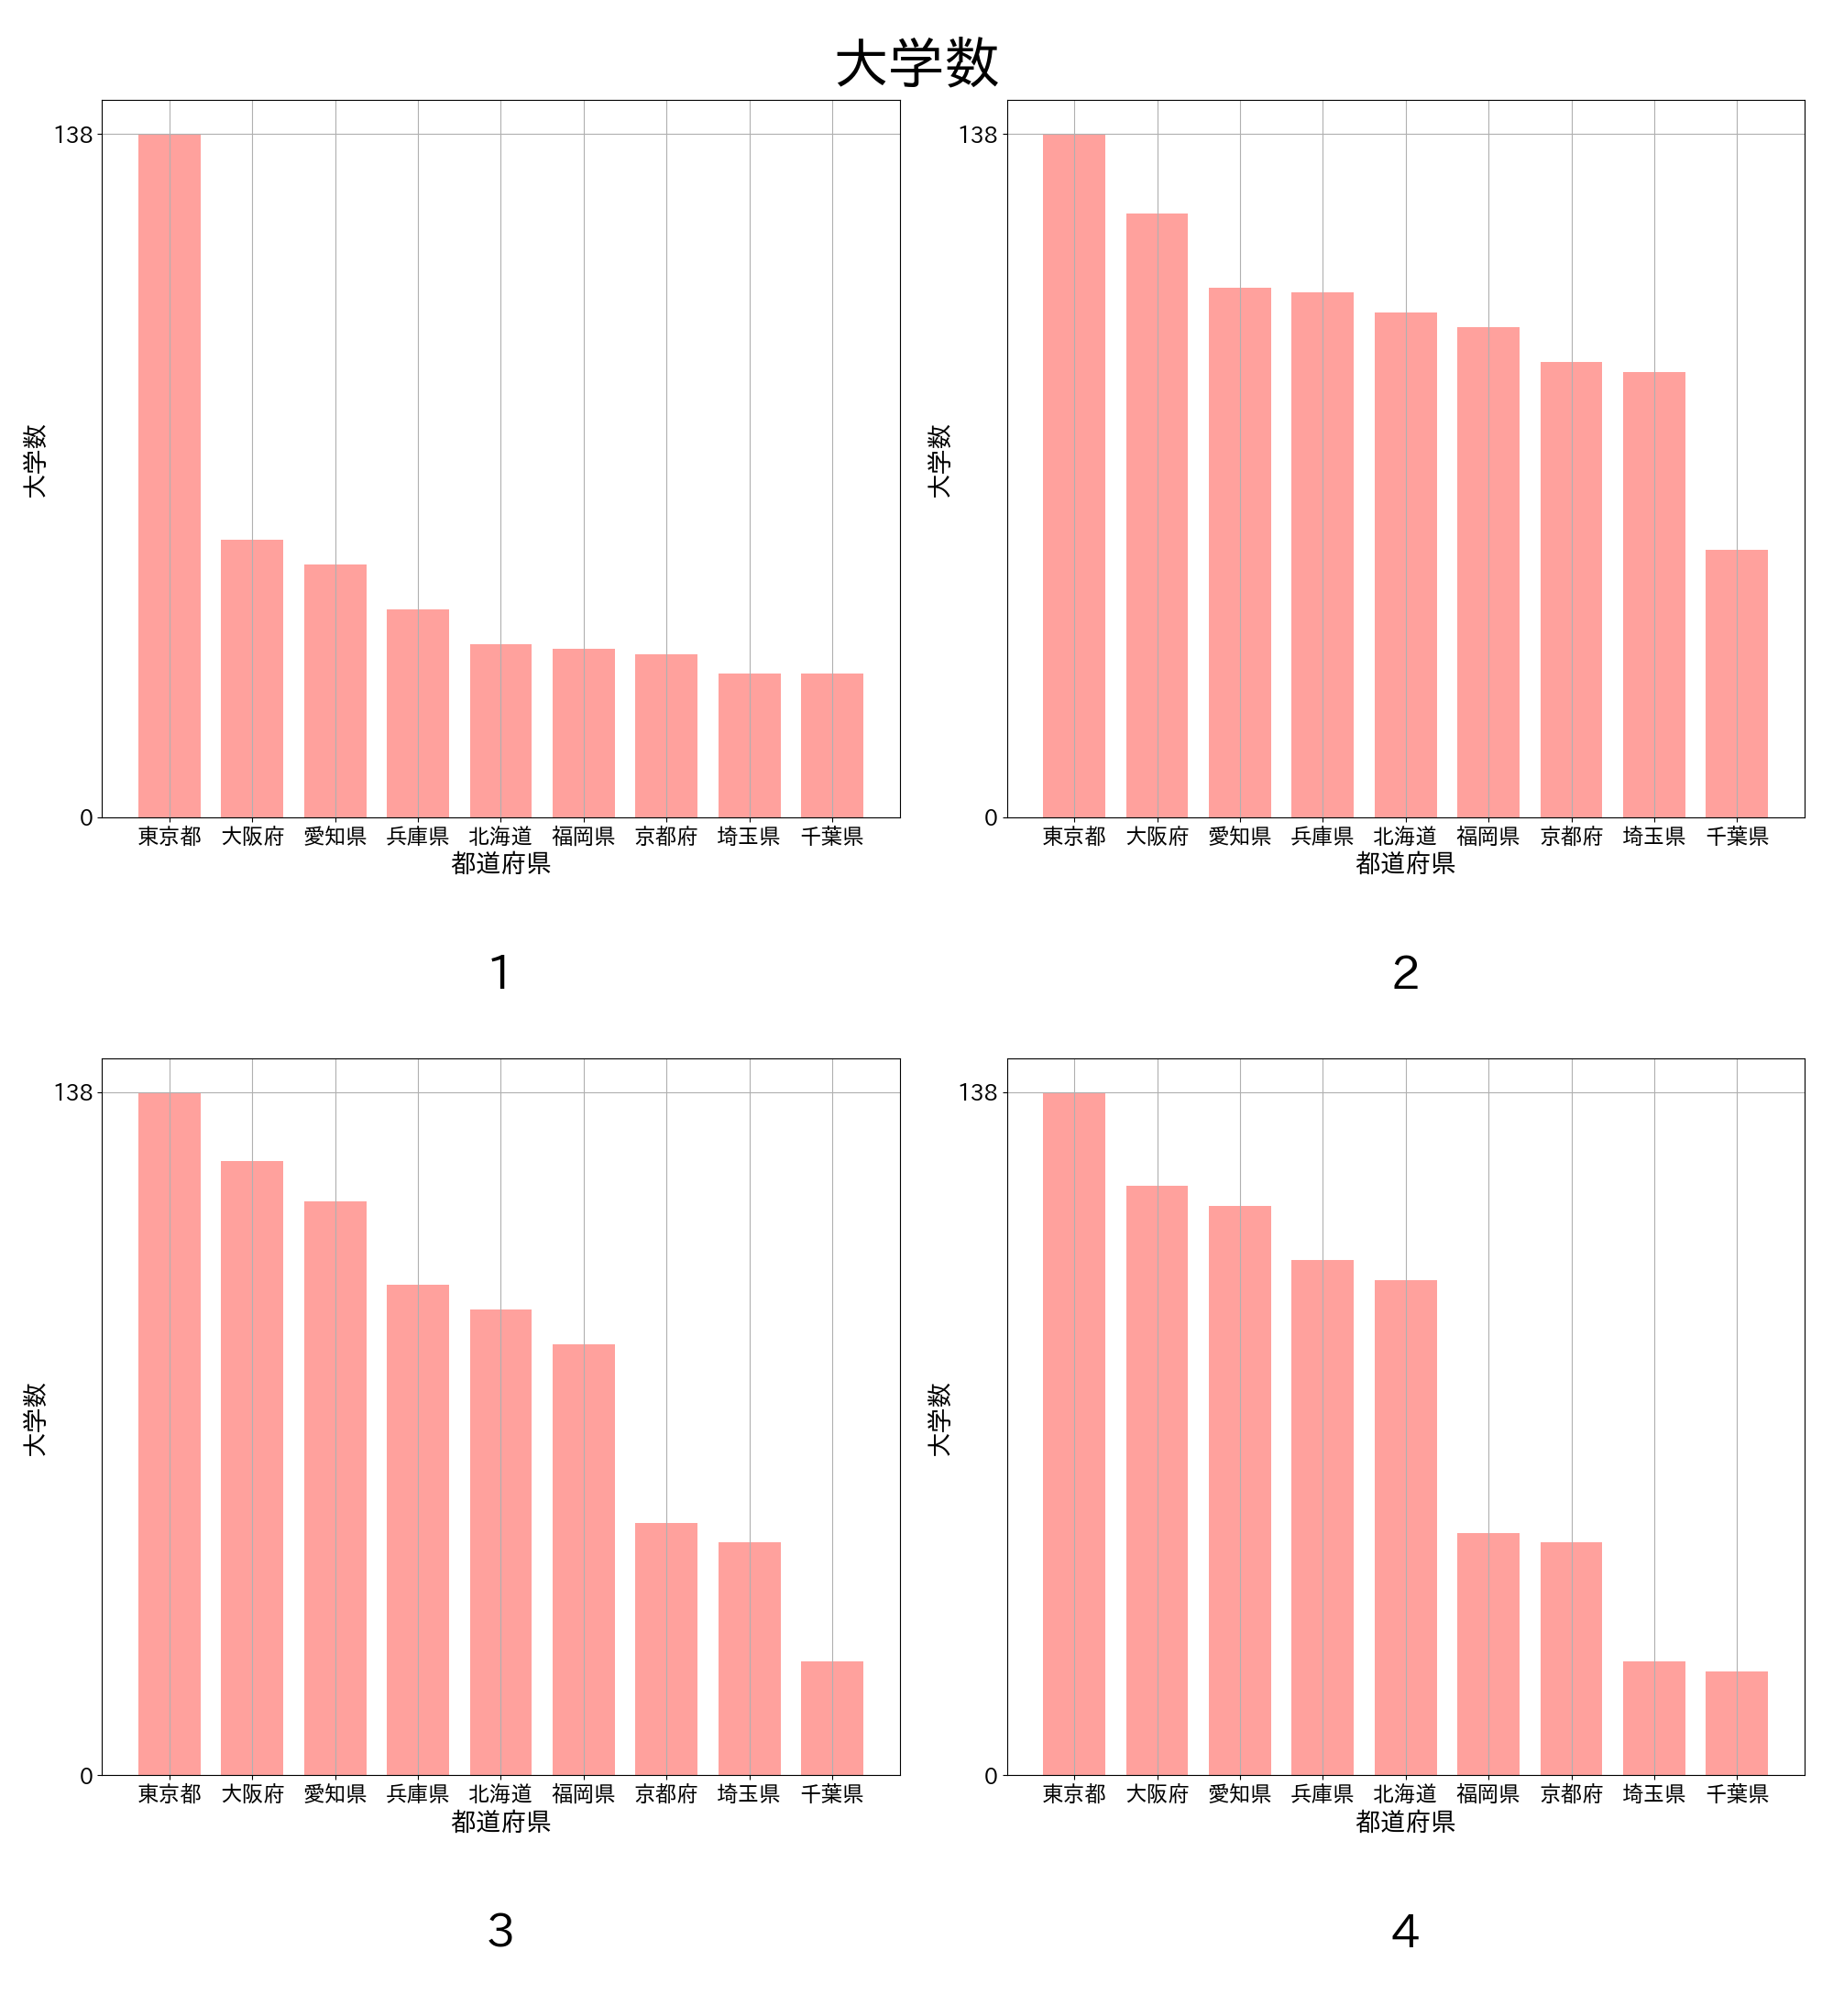 大学数
138
大学数
0
東京都 大阪府 愛知県 兵庫県 北海道 福岡県 京都府 埼玉県 千葉県
都道府県
1
138
大学数
0
東京都 大阪府 愛知県 兵庫県 北海道 福岡県 京都府 埼玉県 千葉県
都道府県
2
138
大学数
0
東京都 大阪府 愛知県 兵庫県 北海道 福岡県 京都府 埼玉県 千葉県
都道府県
3
138
大学数
0
東京都 大阪府 愛知県 兵庫県 北海道 福岡県 京都府 埼玉県 千葉県
都道府県
4